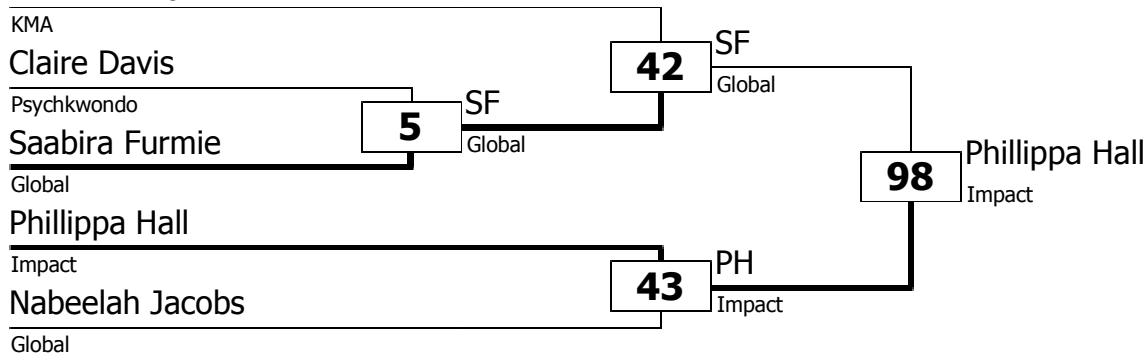 KMA
Claire Davis
Psychkwondo
Saabira Furmie
Global
Phillippa Hall
Impact
Nabeelah Jacobs
Global
5
SF
Global
42
SF
Global
43
PH
Impact
98
Phillippa Hall
Impact